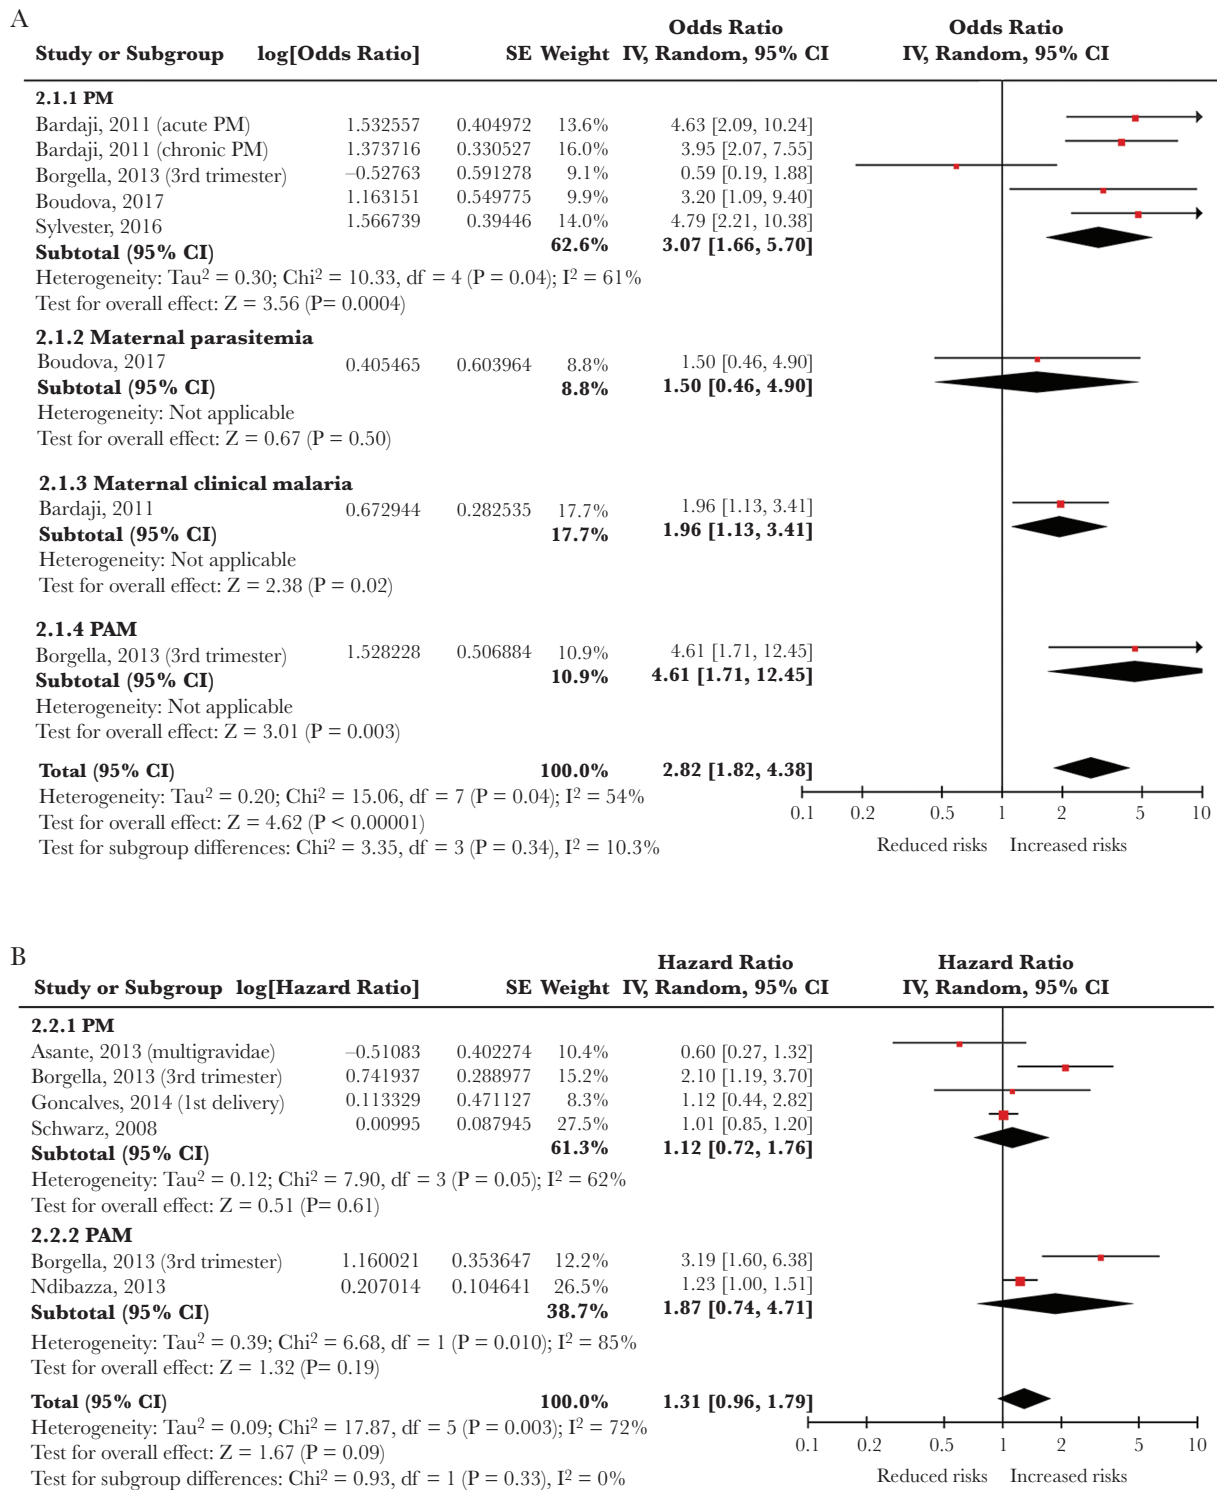 A
Odds Ratio Odds Ratio
Study or Subgroup log[Odds Ratio] SE Weight IV, Random, 95% CI IV, Random, 95% CI
2.1.1 PM
Bardaji, 2011 (acute PM) 1.532557 0.404972 13.6% 4.63 [2.09, 10.24]
Bardaji, 2011 (chronic PM) 1.373716 0.330527 16.0% 3.95 [2.07, 7.55]
Borgella, 2013 (3rd trimester) –0.52763 0.591278 9.1% 0.59 [0.19, 1.88]
Boudova, 2017 1.163151 0.549775 9.9% 3.20 [1.09, 9.40]
Sylvester, 2016 1.566739 0.39446 14.0% 4.79 [2.21, 10.38]
Subtotal (95% CI) 62.6% 3.07 [1.66, 5.70]
Heterogeneity: Tau² = 0.30; Chi² = 10.33, df = 4 (P = 0.04); I² = 61%
Test for overall effect: Z = 3.56 (P= 0.0004)
2.1.2 Maternal parasitemia
Boudova, 2017 0.405465 0.603964 8.8% 1.50 [0.46, 4.90]
Subtotal (95% CI) 8.8% 1.50 [0.46, 4.90]
Heterogeneity: Not applicable
Test for overall effect: Z = 0.67 (P = 0.50)
2.1.3 Maternal clinical malaria
Bardaji, 2011 0.672944 0.282535 17.7% 1.96 [1.13, 3.41]
Subtotal (95% CI) 17.7% 1.96 [1.13, 3.41]
Heterogeneity: Not applicable
Test for overall effect: Z = 2.38 (P = 0.02)
2.1.4 PAM
Borgella, 2013 (3rd trimester) 1.528228 0.506884 10.9% 4.61 [1.71, 12.45]
Subtotal (95% CI) 10.9% 4.61 [1.71, 12.45]
Heterogeneity: Not applicable
Test for overall effect: Z = 3.01 (P = 0.003)
Total (95% CI) 100.0% 2.82 [1.82, 4.38]
Heterogeneity: Tau² = 0.20; Chi² = 15.06, df = 7 (P = 0.04); I² = 54%
Test for overall effect: Z = 4.62 (P < 0.00001)
Test for subgroup differences: Chi² = 3.35, df = 3 (P = 0.34), I² = 10.3%
0.1 0.2 0.5 1 2 5 10
Reduced risks Increased risks
B
Hazard Ratio Hazard Ratio
Study or Subgroup log[Hazard Ratio] SE Weight IV, Random, 95% CI IV, Random, 95% CI
2.2.1 PM
Asante, 2013 (multigravidae) –0.51083 0.402274 10.4% 0.60 [0.27, 1.32]
Borgella, 2013 (3rd trimester) 0.741937 0.288977 15.2% 2.10 [1.19, 3.70]
Goncalves, 2014 (1st delivery) 0.113329 0.471127 8.3% 1.12 [0.44, 2.82]
Schwarz, 2008 0.00995 0.087945 27.5% 1.01 [0.85, 1.20]
Subtotal (95% CI) 61.3% 1.12 [0.72, 1.76]
Heterogeneity: Tau² = 0.12; Chi² = 7.90, df = 3 (P = 0.05); I² = 62%
Test for overall effect: Z = 0.51 (P= 0.61)
2.2.2 PAM
Borgella, 2013 (3rd trimester) 1.160021 0.353647 12.2% 3.19 [1.60, 6.38]
Ndibazza, 2013 0.207014 0.104641 26.5% 1.23 [1.00, 1.51]
Subtotal (95% CI) 38.7% 1.87 [0.74, 4.71]
Heterogeneity: Tau² = 0.39; Chi² = 6.68, df = 1 (P = 0.010); I² = 85%
Test for overall effect: Z = 1.32 (P= 0.19)
Total (95% CI) 100.0% 1.31 [0.96, 1.79]
Heterogeneity: Tau² = 0.09; Chi² = 17.87, df = 5 (P = 0.003); I² = 72%
Test for overall effect: Z = 1.67 (P = 0.09)
Test for subgroup differences: Chi² = 0.93, df = 1 (P = 0.33), I² = 0%
0.1 0.2 0.5 1 2 5 10
Reduced risks Increased risks